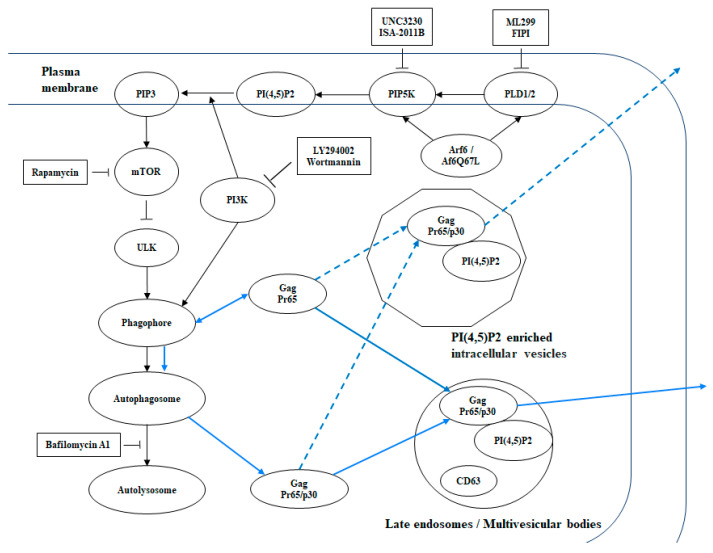 UNC3230
ISA-2011B
ML299
FIPI
Plasma
membrane
PIP3
PI(4,5)P2
PIP5K
PLD1/2
Arf6 /
Af6Q67L
LY294002
Wortmannin
Rapamycin
mTOR
PI3K
Gag
Pr65/p30
PI(4,5)P2
ULK
Gag
Pr65
Phagophore
PI(4,5)P2 enriched
intracellular vesicles
Autophagosome
Gag
Pr65/p30
PI(4,5)P2
Bafilomycin A1
CD63
Autolysosome
Gag
Pr65/p30
Late endosomes / Multivesicular bodies